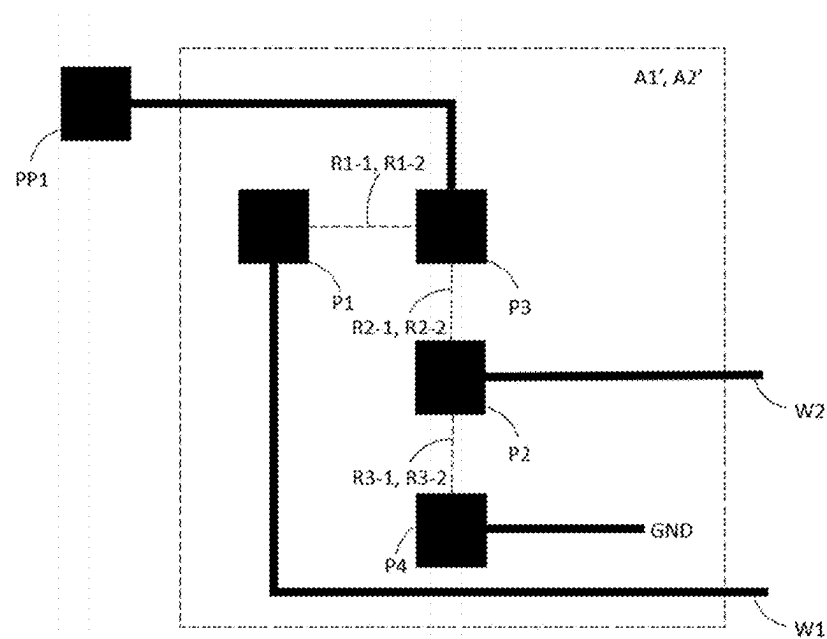 A1', A2'
PP1
R1-1, R1-2
P1
P3
R2-1, R2-2
W2
P2
R3-1, R3-2
GND
P4
W1